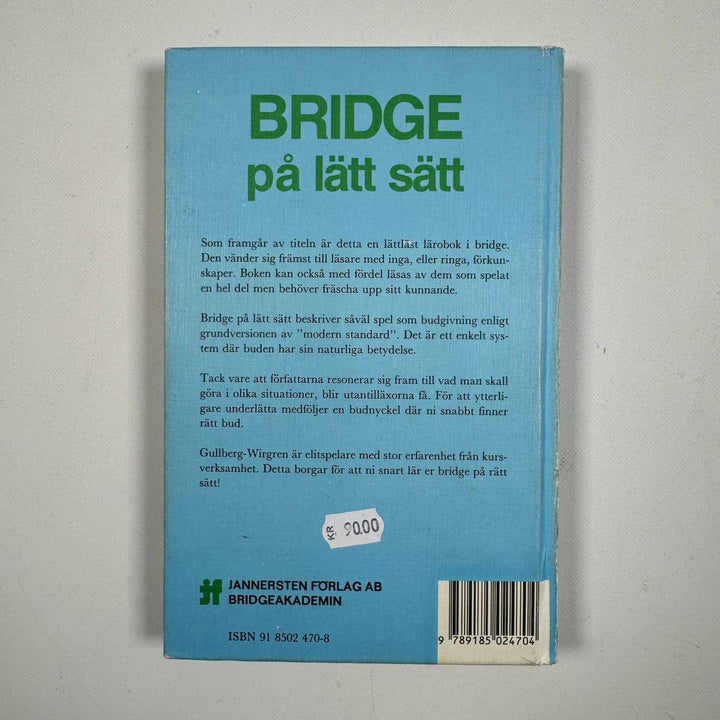 BRIDGE
på lätt sätt
Som framgår av titeln är detta en lättläst lärobok i bridge.
Den vänder sig främst till läsare med inga, eller ringa, förkun-
skaper. Boken kan också med fördel läsas av dem som spelat
en hel del men behöver fräscha upp sitt kunnande.
Bridge på lätt sätt beskriver såväl spel som budgivning enligt
grundversionen av ”modern standard”. Det är ett enkelt sys-
tem där buden har sin naturliga betydelse.
Tack vare att författarna resonerar sig fram till vad man skall
göra i olika situationer, blir utantilläxorna få. För att ytterli-
gare underlätta medföljer en budnyckel där ni snabbt finner
rätt bud.
Gullberg-Wirgren är elitspelare med stor erfarenhet från kurs-
verksamhet. Detta borgar för att ni snart lär er bridge på rätt
sätt!
KR 90.00
JANNERSTEN FÖRLAG AB
BRIDGEAKADEMIN
ISBN 91 8502 470-8
9 789185 024704